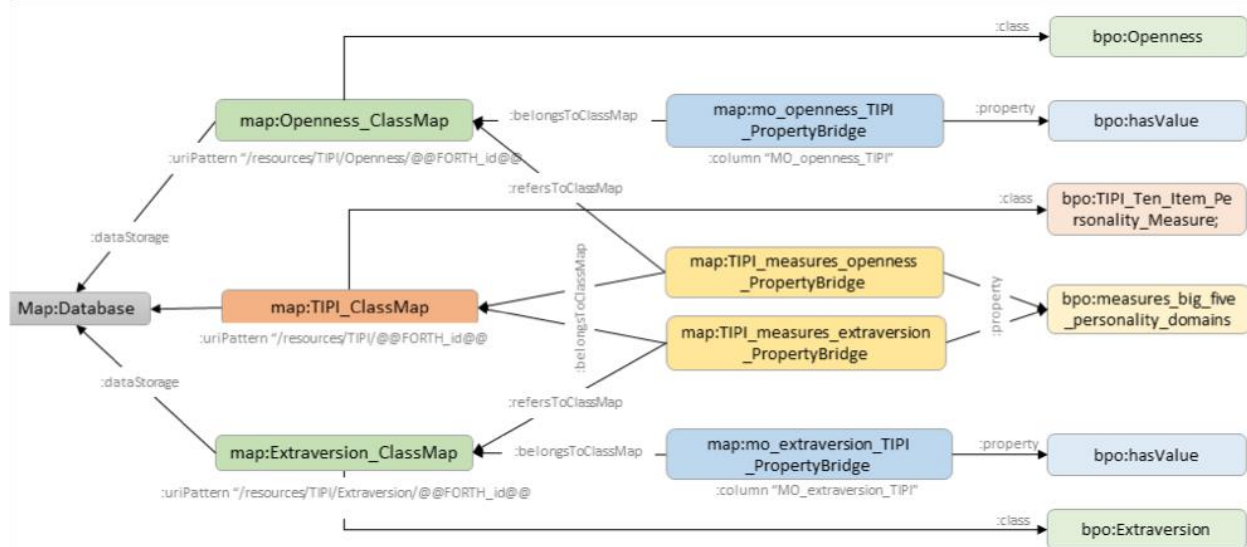 :class
bpo:Openness
map:Openness_ClassMap
:belongsToClassMap
map:mo_openness_TIPI
_PropertyBridge
:property
bpo:hasValue
:uriPattern "/resources/TIPI/Openness/@@FORTH_id@@
:column "MO_openness_TIPI"
:refersToClassMap
:class
bpo:TIPI_Ten_Item_Pe
rsonality_Measure;
:dataStorage
map:TIPI_measures_openness
_PropertyBridge
:belongsToClassMap
:property
Map:Database
map:TIPI_ClassMap
bpo:measures_big_five
_personality_domains
:uriPattern "/resources/TIPI/@@FORTH_id@@
map:TIPI_measures_extraversion
_PropertyBridge
:dataStorage
:refersToClassMap
map:Extraversion_ClassMap
:belongsToClassMap
map:mo_extraversion_TIPI
_PropertyBridge
:property
bpo:hasValue
:uriPattern "/resources/TIPI/Extraversion/@@FORTH_id@@
:column "MO_extraversion_TIPI"
:class
bpo:Extraversion